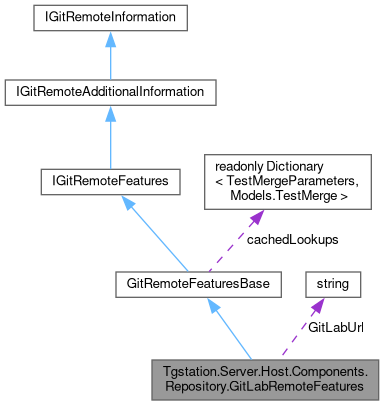 IGitRemoteInformation
IGitRemoteAdditionalInformation
IGitRemoteFeatures
readonly Dictionary
< TestMergeParameters,
Models.TestMerge >
cachedLookups
GitRemoteFeaturesBase
string
GitLabUrl
Tgstation.Server.Host.Components.
Repository.GitLabRemoteFeatures